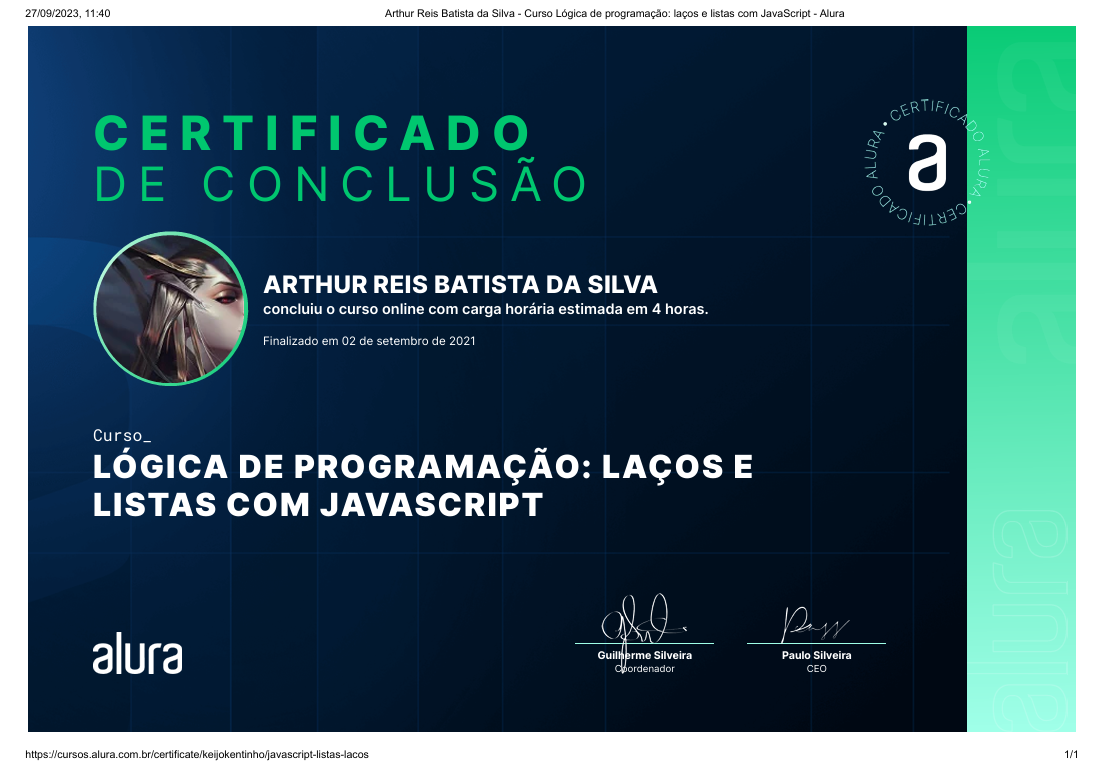 27/09/2023, 11:40
Arthur Reis Batista da Silva - Curso Lógica de programação: laços e listas com JavaScript - Alura
CERTIFICADO
DE CONCLUSÃO
CERTIFICADO ALURA • CERTIFICADO ALURA •
a
ARTHUR REIS BATISTA DA SILVA
concluiu o curso online com carga horária estimada em 4 horas.
Finalizado em 02 de setembro de 2021
Curso_
LÓGICA DE PROGRAMAÇÃO: LAÇOS E
LISTAS COM JAVASCRIPT
alura
Guilherme Silveira
Coordenador
Paulo Silveira
CEO
alura
alura
https://cursos.alura.com.br/certificate/keijokentinho/javascript-listas-lacos
1/1